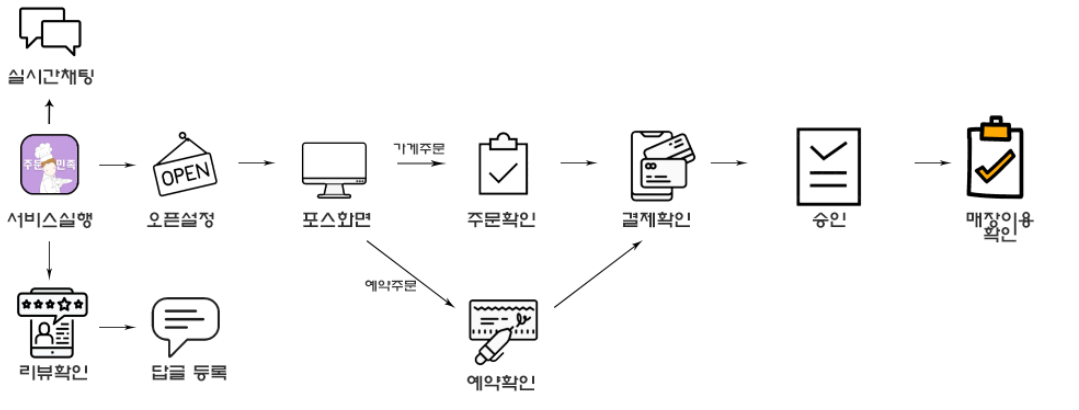 실시간채팅
주문 민족
OPEN
가게주문
서비스실행
오픈설정
포스화면
주문확인
결제확인
승인
매장이용
확인
예약주문
리뷰확인
답글 등록
예약확인